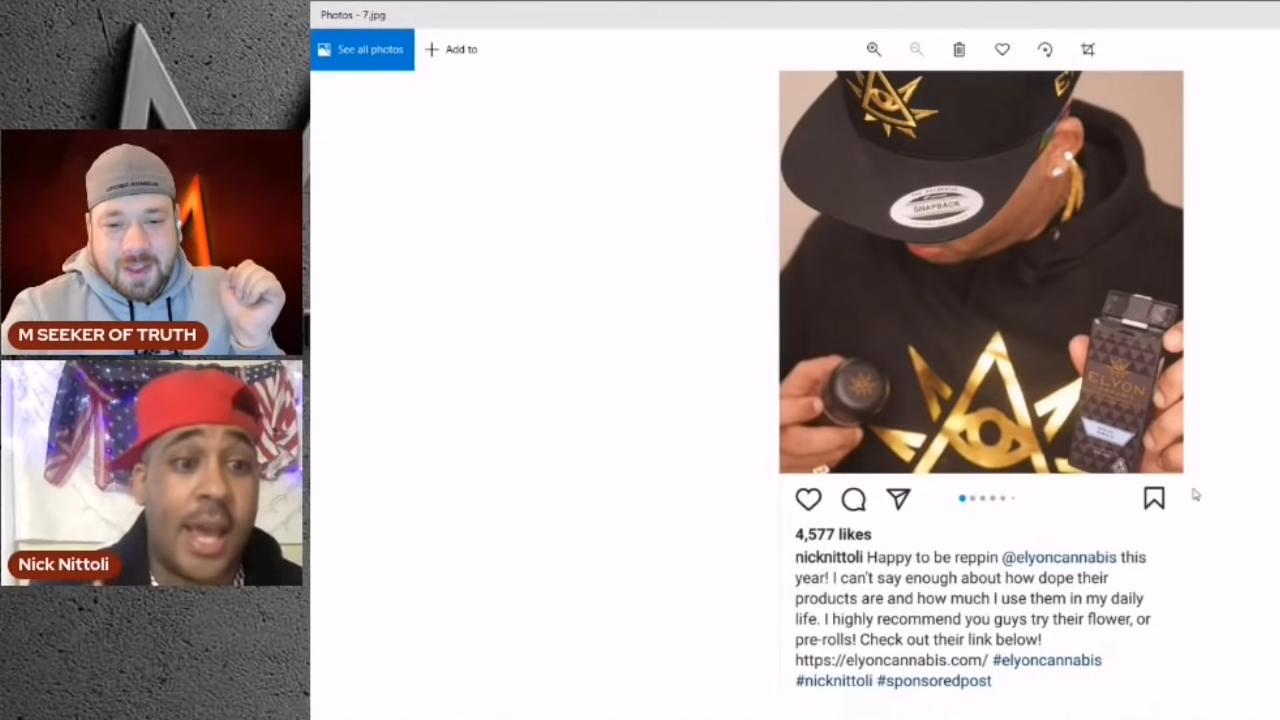 Photos - 7.jpg
See all photos
Add to
SNAPBACK
ELYON
M SEEKER OF TRUTH
Nick Nittoli
4,577 likes
nicknittoli Happy to be reppin @elyoncannabis this
year! I can't say enough about how dope their
products are and how much I use them in my daily
life. I highly recommend you guys try their flower, or
pre-rolls! Check out their link below!
https://elyoncannabis.com/ #elyoncannabis
#nicknittoli #sponsoredpost